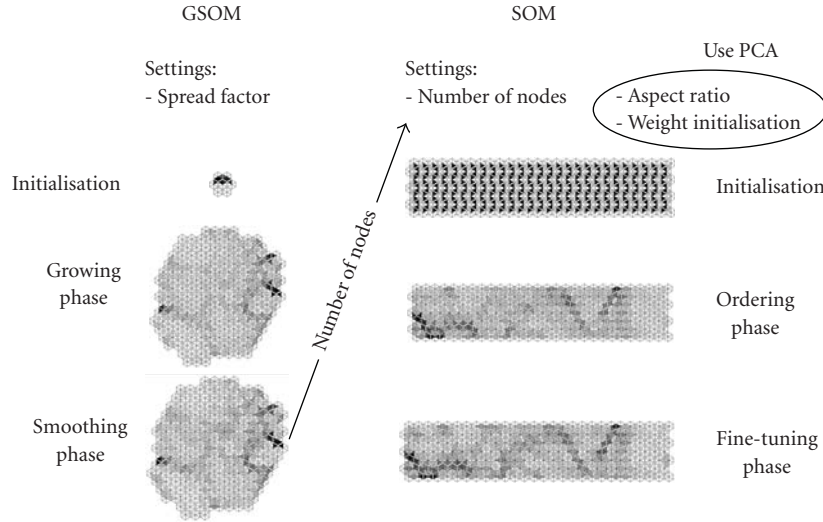 GSOM
SOM
Use PCA
Settings:
- Spread factor
Settings:
- Number of nodes
- Aspect ratio
- Weight initialisation
Initialisation
Initialisation
Growing
phase
Number of nodes
Ordering
phase
Smoothing
phase
Fine-tuning
phase